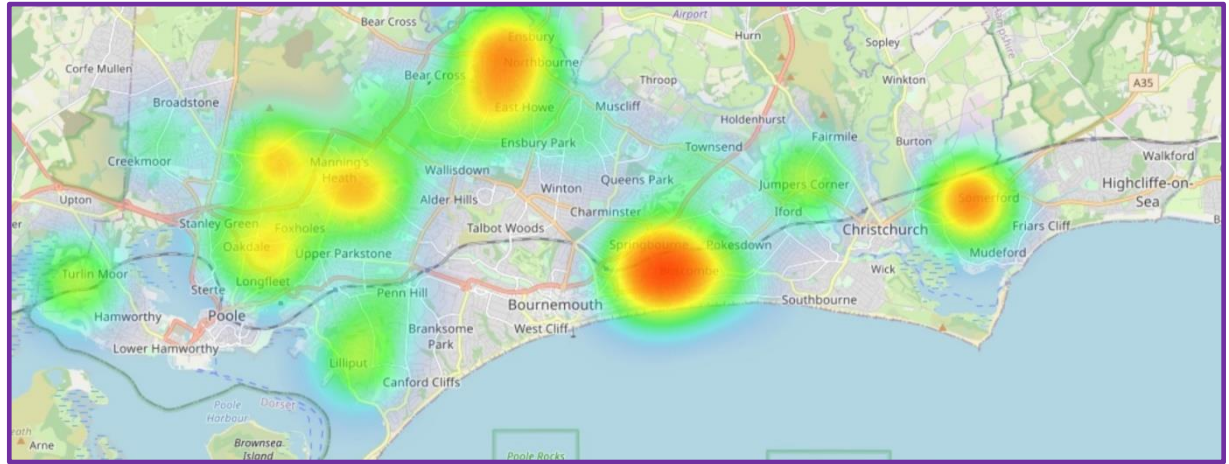 Bear Cross
Airport
Hurn
Ensbury
Sopley
Corfe Mullen
Northbourne
Bear Cross
Throop
Winkton
A35
Broadstone
East Howe
Muscliff
Hampshire
Holdenhurst
Fairmile
Ensbury Park
Townsend
Burton
Walkford
Creekmoor
Manning's
Heath
Wallisdown
Queens Park
Jumpers Corner
Highcliffe-on-
Sea
Upton
Alder Hills
Winton
Somerford
Charminster
Iford
Stanley Green
Foxholes
Talbot Woods
Christchurch
Friars Cliff
Oakdale
Upper Parkstone
Springbourne
Pokesdown
Mudeford
Turlin Moor
Longfleet
Boscombe
Wick
Sterte
Penn Hill
Bournemouth
Southbourne
Hamworthy
Poole
Branksome
Park
West Cliff
Lower Hamworthy
Lilliput
Canford Cliffs
Poole
Harbour
Dorset
Arne
Brownsea
Island
Poole Rocks